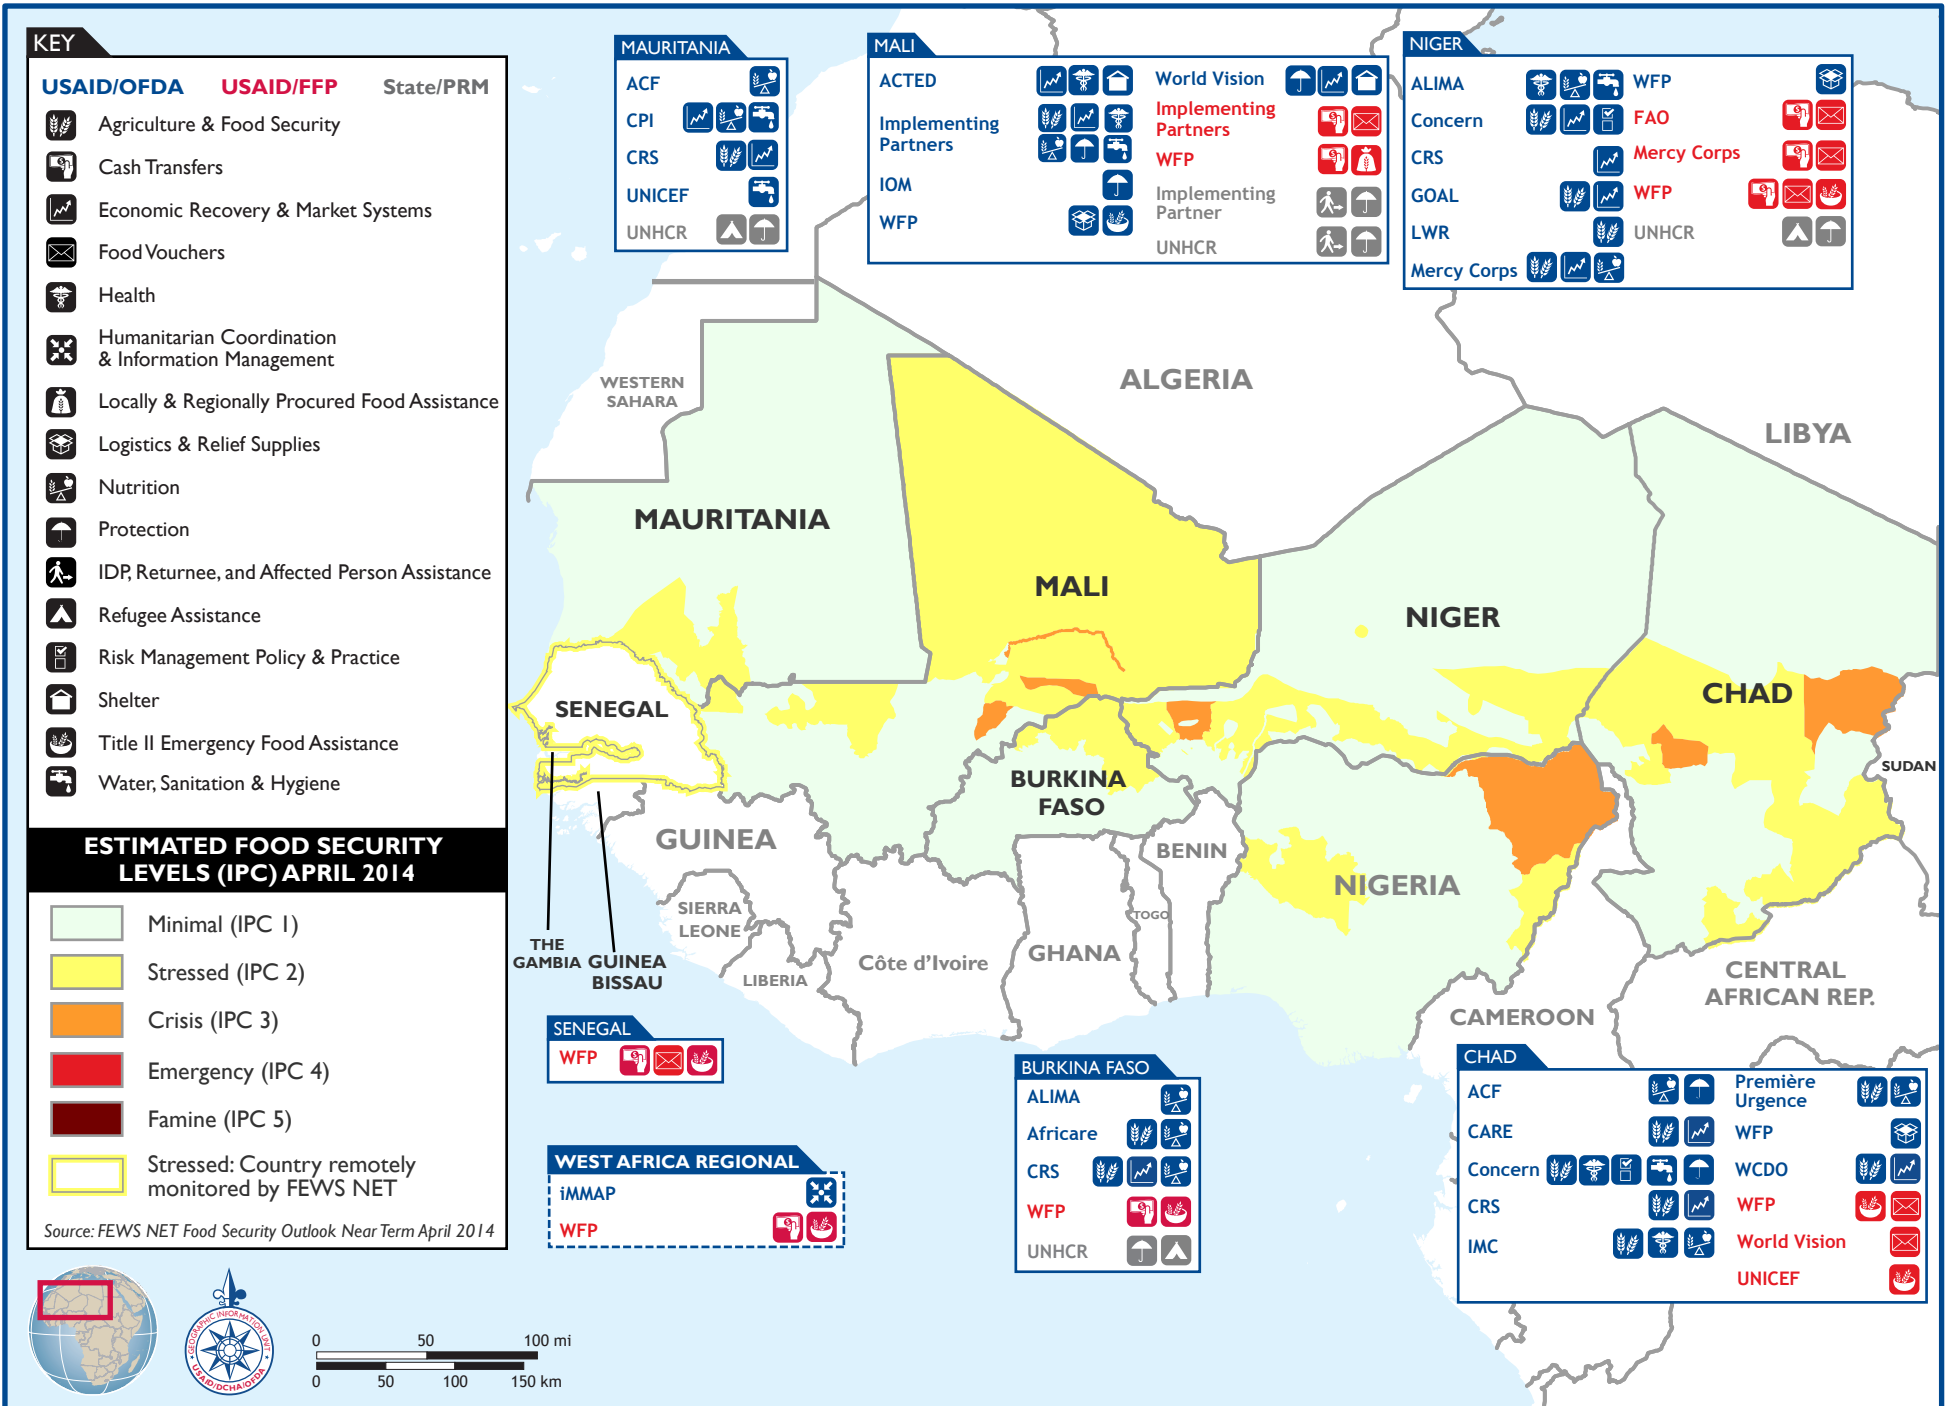 KEY
USAID/OFDA USAID/FFP State/PRM
Agriculture & Food Security
Cash Transfers
Economic Recovery & Market Systems
Food Vouchers
Health
Humanitarian Coordination
& Information Management
Locally & Regionally Procured Food Assistance
Logistics & Relief Supplies
Nutrition
Protection
IDP, Returnee, and Affected Person Assistance
Refugee Assistance
Risk Management Policy & Practice
Shelter
Title II Emergency Food Assistance
Water, Sanitation & Hygiene
ESTIMATED FOOD SECURITY
LEVELS (IPC) APRIL 2014
Minimal (IPC 1)
Stressed (IPC 2)
Crisis (IPC 3)
Emergency (IPC 4)
Famine (IPC 5)
Stressed: Country remotely
monitored by FEWS NET
Source: FEWS NET Food Security Outlook Near Term April 2014
GEOGRAPHIC INFORMATION UNIT
USAID/DCHA/OFDA
0 50 100 mi
0 50 100 150 km
MAURITANIA
ACF
CPI
CRS
UNICEF
UNHCR
MALI
ACTED
Implementing
Partners
IOM
WFP
World Vision
Implementing
Partners
WFP
Implementing
Partner
UNHCR
NIGER
ALIMA
Concern
CRS
GOAL
LWR
Mercy Corps
WFP
FAO
Mercy Corps
WFP
UNHCR
WESTERN
SAHARA
ALGERIA
LIBYA
MAURITANIA
MALI
NIGER
CHAD
SUDAN
SENEGAL
BURKINA
FASO
GUINEA
BENIN
NIGERIA
SIERRA
LEONE
TOGO
THE
GAMBIA
GUINEA
BISSAU
LIBERIA
Côte d'Ivoire
GHANA
CENTRAL
AFRICAN REP.
CAMEROON
SENEGAL
WFP
WEST AFRICA REGIONAL
iMMAP
WFP
BURKINA FASO
ALIMA
Africare
CRS
WFP
UNHCR
CHAD
ACF
CARE
Concern
CRS
IMC
Première
Urgence
WFP
WCDO
WFP
World Vision
UNICEF